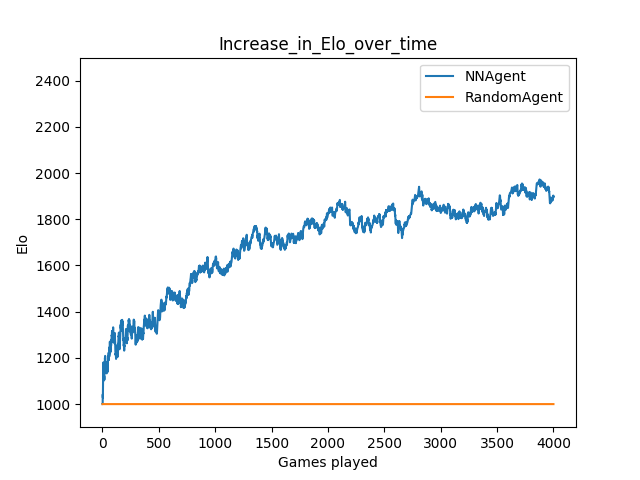 Increase_in_Elo_over_time
NNAgent
RandomAgent
2400
2200
2000
1800
1600
1400
1200
1000
Elo
0 500 1000 1500 2000 2500 3000 3500 4000
Games played